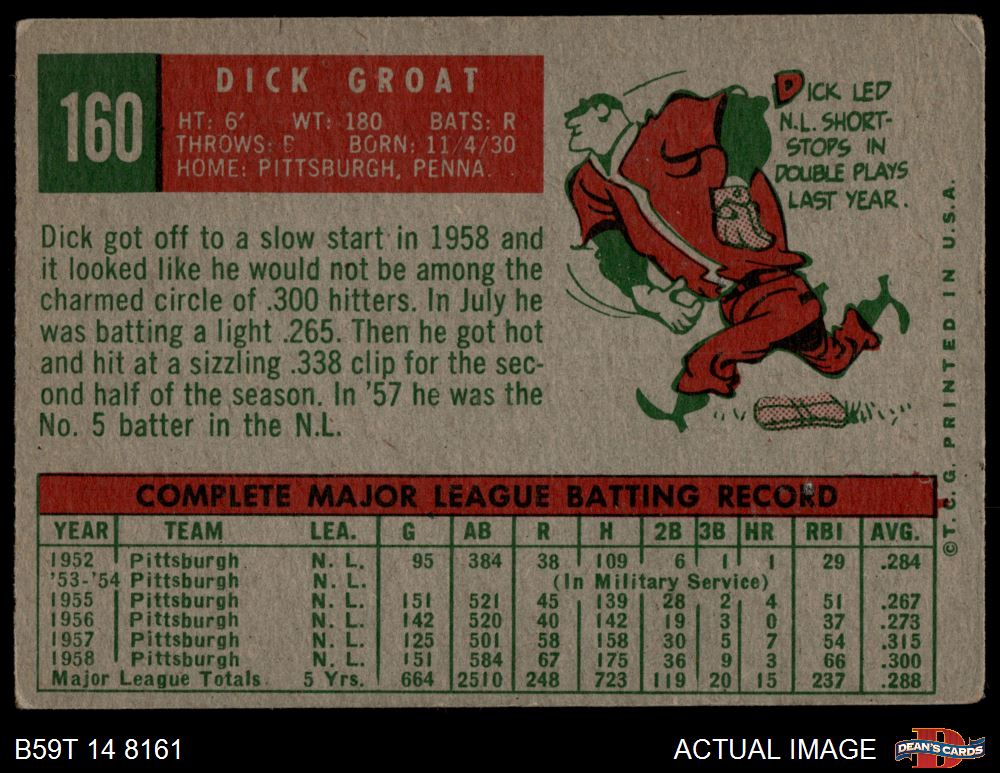 160
DICK GROAT
HT: 6' WT: 180 BATS: R
THROWS: BORN: 11/4/30
HOME: PITTSBURGH, PENNA.
DICK LED
N.L. SHORT-
STOPS IN
DOUBLE PLAYS
LAST YEAR.
Dick got off to a slow start in 1958 and
it looked like he would not be among the
charmed circle of .300 hitters. In July he
was batting a light .265. Then he got hot
and hit at a sizzling .338 clip for the sec-
ond half of the season. In '57 he was the
No. 5 batter in the N.L.
©T.C.G. PRINTED IN U.S.A.
COMPLETE MAJOR LEAGUE BATTING RECORD
YEAR TEAM LEA. G AB R H 2B 3B HR RBI AVG.
1952 Pittsburgh N. L. 95 384 38 109 6 1 1 29 .284
'53-'54 Pittsburgh N. L. (In Military Service)
1955 Pittsburgh N. L. 151 521 45 139 28 2 4 51 .267
1956 Pittsburgh N. L. 142 520 40 142 19 3 0 37 .273
1957 Pittsburgh N. L. 125 501 58 158 30 5 7 54 .315
1958 Pittsburgh N. L. 151 584 67 175 36 9 3 66 .300
Major League Totals 5 Yrs. 664 2510 248 723 119 20 15 237 .288
B59T 14 8161
ACTUAL IMAGE
DEAN'S CARDS